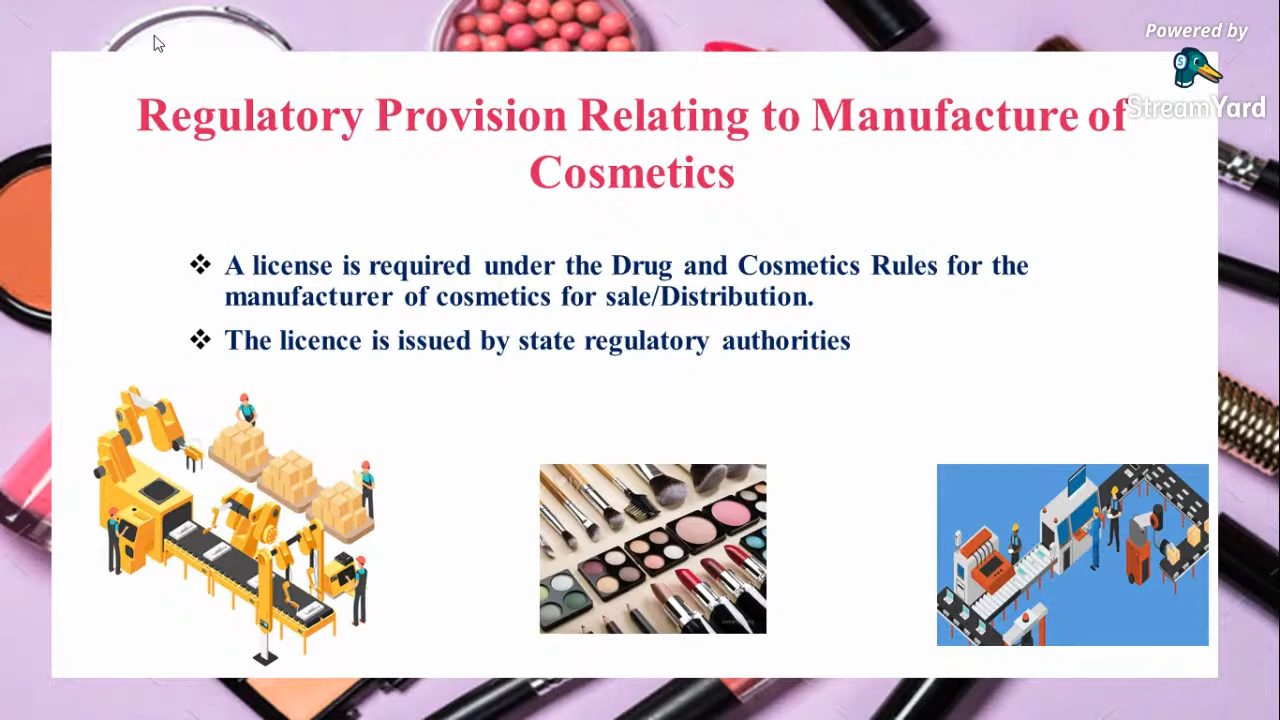 Powered by
StreamYard
Regulatory Provision Relating to Manufacture of
Cosmetics
❖ A license is required under the Drug and Cosmetics Rules for the
manufacturer of cosmetics for sale/Distribution.
❖ The licence is issued by state regulatory authorities